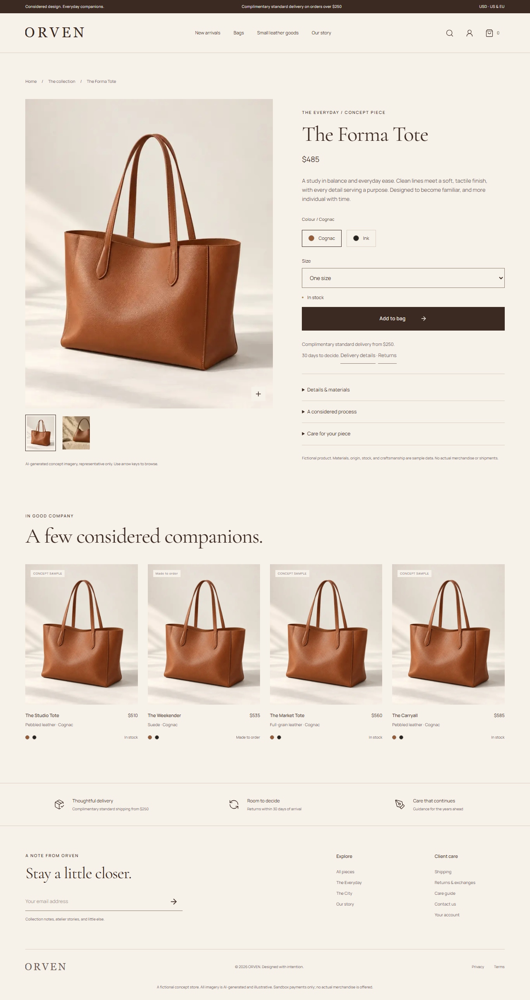 Considered design. Everyday companions.
Complimentary standard delivery on orders over $250
USD · US & EU
ORVEN
New arrivals
Bags
Small leather goods
Our story
0
Home / The collection / The Forma Tote
THE EVERYDAY / CONCEPT PIECE
The Forma Tote
$485
A study in balance and everyday ease. Clean lines meet a soft, tactile finish,
with every detail serving a purpose. Designed to become familiar, and more
individual with time.
Colour / Cognac
Cognac
Ink
Size
One size
In stock
Add to bag
Complimentary standard delivery from $250.
30 days to decide. Delivery details · Returns
Details & materials
A considered process
Care for your piece
Fictional product. Materials, origin, stock, and craftsmanship are sample data. No actual merchandise or shipments.
AI-generated concept imagery, representative only. Use arrow keys to browse.
IN GOOD COMPANY
A few considered companions.
CONCEPT SAMPLE
Made to order
CONCEPT SAMPLE
CONCEPT SAMPLE
The Studio Tote $510
Pebbled leather · Cognac
In stock
The Weekender $535
Suede · Cognac
Made to order
The Market Tote $560
Full-grain leather · Cognac
In stock
The Carryall $585
Pebbled leather · Cognac
In stock
Thoughtful delivery
Complimentary standard shipping from $250
Room to decide
Returns within 30 days of arrival
Care that continues
Guidance for the years ahead
A NOTE FROM ORVEN
Stay a little closer.
Your email address
Collection notes, atelier stories, and little else.
Explore
All pieces
The Everyday
The City
Our story
Client care
Shipping
Returns & exchanges
Care guide
Contact us
Your account
ORVEN
© 2026 ORVEN. Designed with intention.
Privacy
Terms
A fictional concept store. All imagery is AI-generated and illustrative. Sandbox payments only; no actual merchandise is offered.